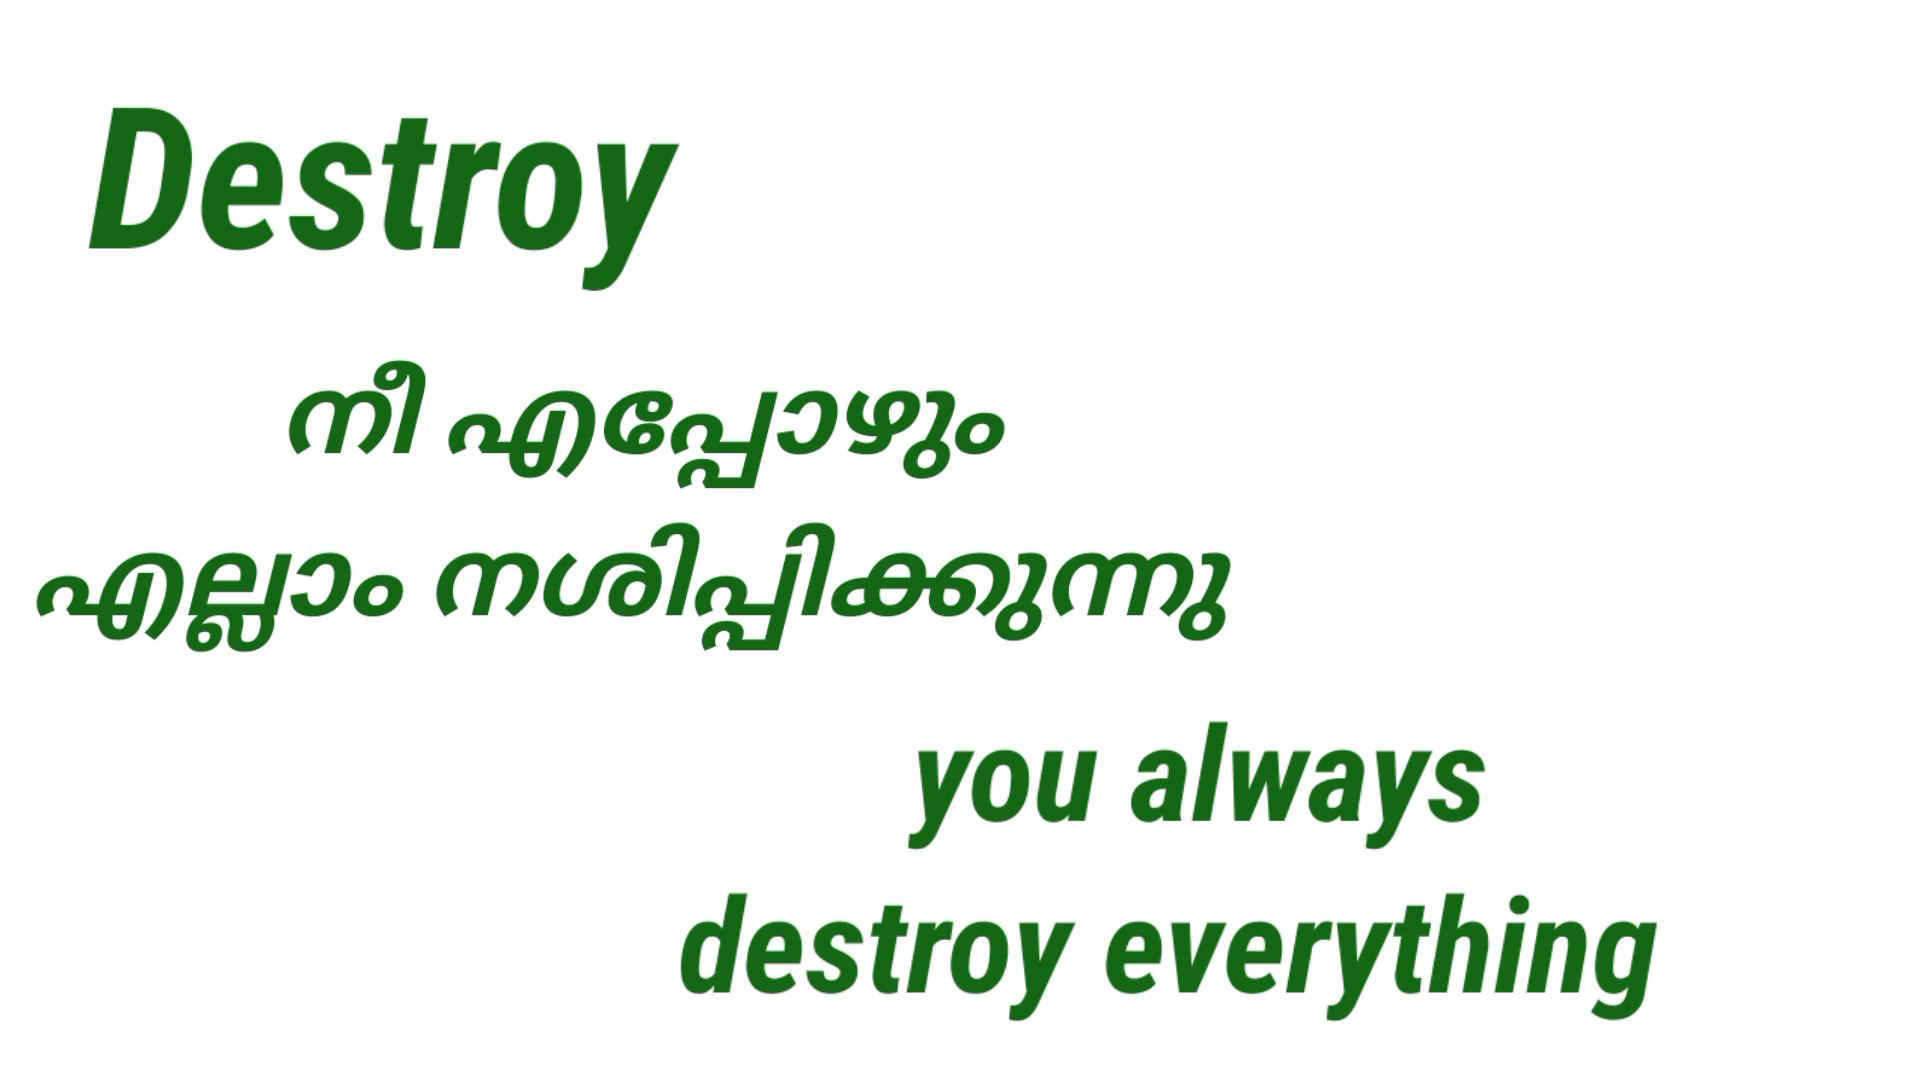 Destroy
നീ എപ്പോഴും
എല്ലാം നശിപ്പിക്കുന്നു
you always
destroy everything